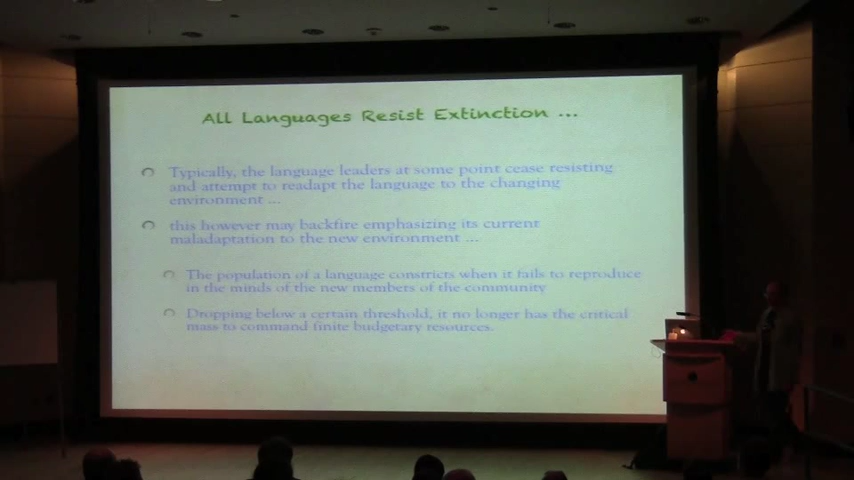 All Languages Resist Extinction ...
Typically, the language leaders at some point cease resisting
and attempt to readapt the language to the changing
environment ...
this however may backfire emphasizing its current
maladaptation to the new environment ...
The population of a language constricts when it fails to reproduce
in the minds of the new members of the community
Dropping below a certain threshold, it no longer has the critical
mass to command finite budgetary resources.